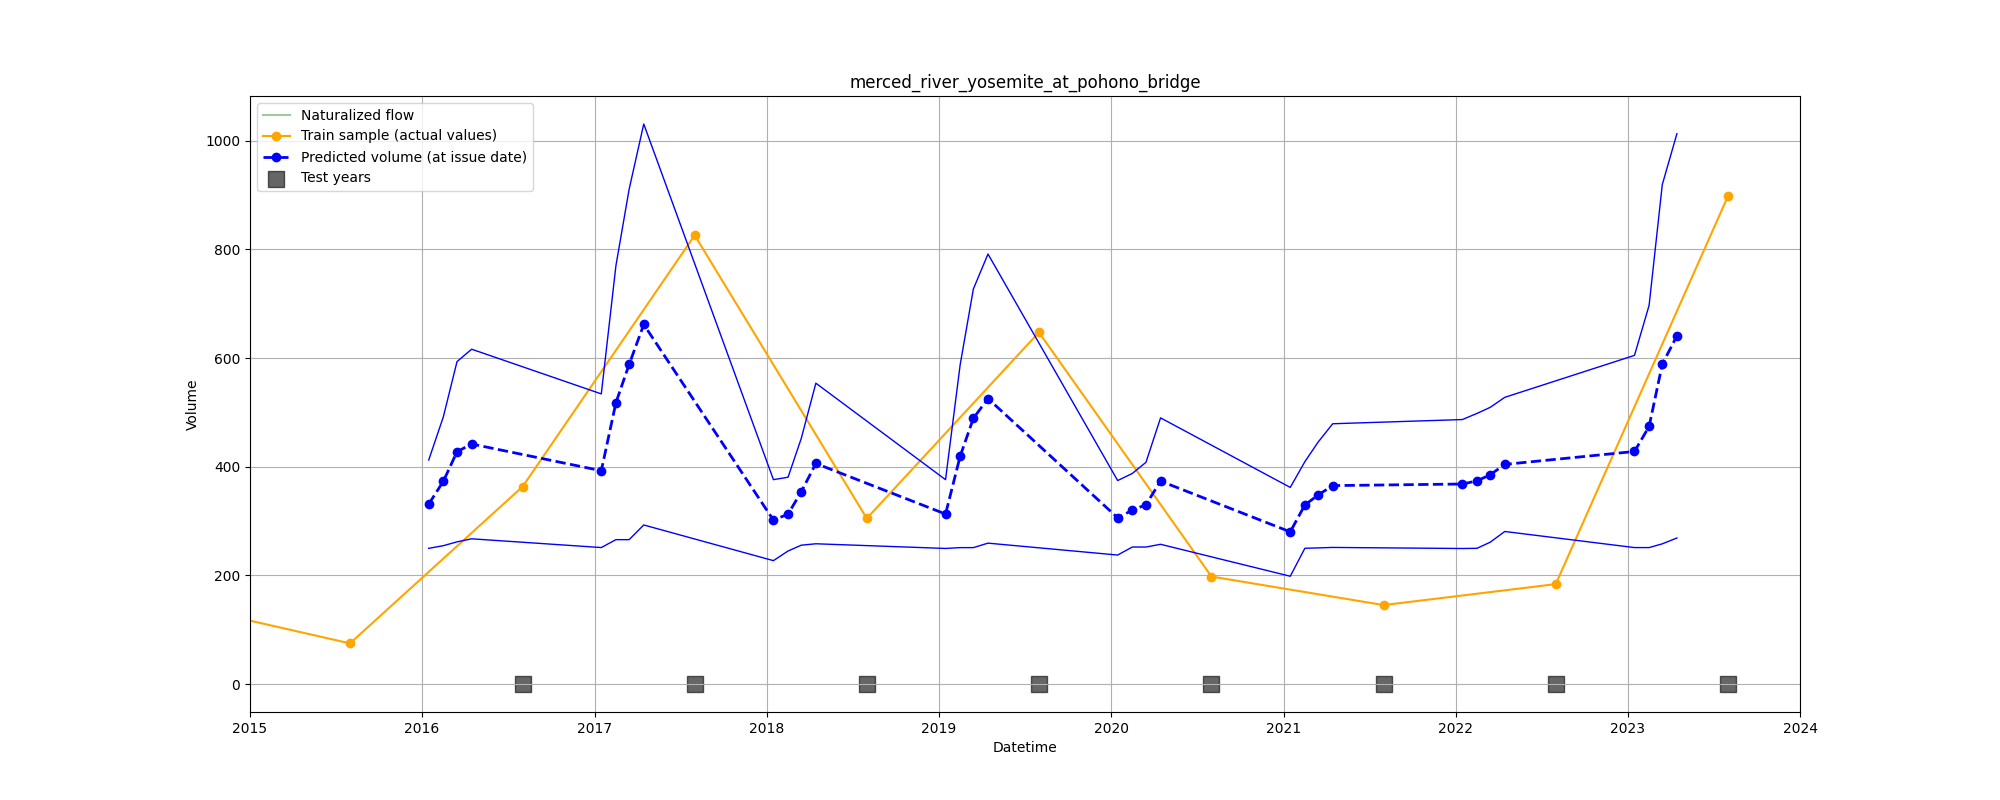 merced_river_yosemite_at_pohono_bridge
Naturalized flow
Train sample (actual values)
Predicted volume (at issue date)
Test years
1000
800
600
400
200
0
Volume
2015 2016 2017 2018 2019 2020 2021 2022 2023 2024
Datetime